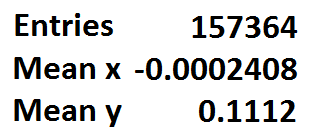 Entries 157364
Mean x -0.0002408
Mean y 0.1112